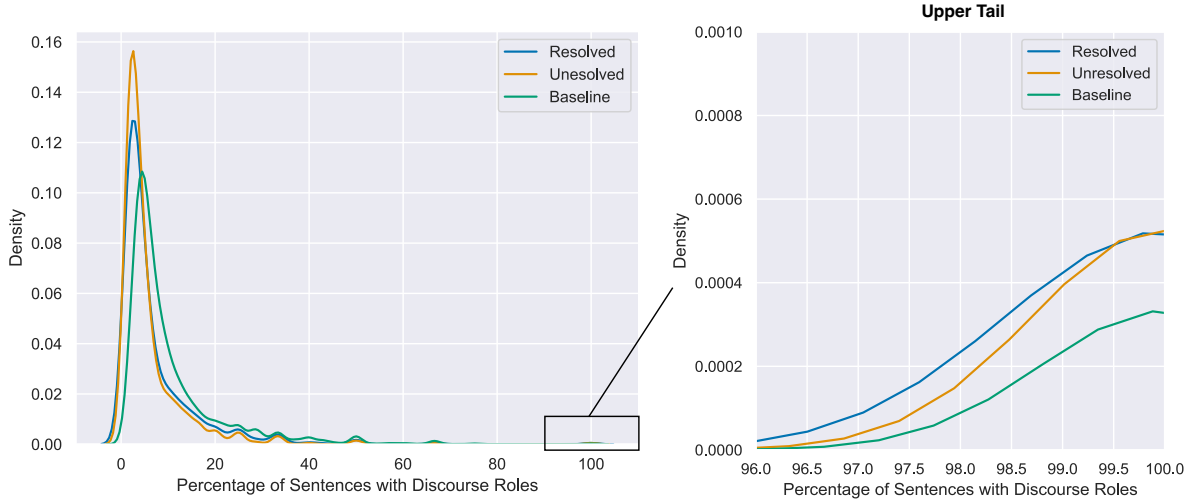 Upper Tail
0.16
0.14
0.12
0.10
0.08
0.06
0.04
0.02
0.00
Density
Resolved
Unesolved
Baseline
0
20
40
60
80
100
Percentage of Sentences with Discourse Roles
0.0010
0.0008
0.0006
0.0004
0.0002
0.0000
Density
Resolved
Unresolved
Baseline
96.0 96.5 97.0 97.5 98.0 98.5 99.0 99.5 100.0
Percentage of Sentences with Discourse Roles